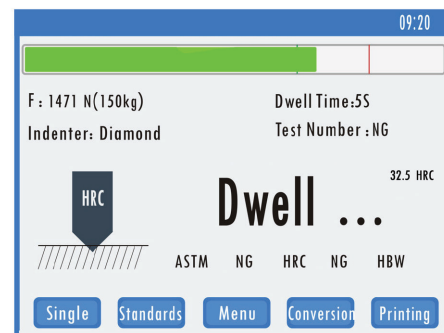 09:20
F: 1471 N(150kg)
Dwell Time:5S
Indenter: Diamond
Test Number :NG
32.5 HRC
HRC
Dwell ...
ASTM NG HRC NG HBW
Single Standards Menu Conversion Printing